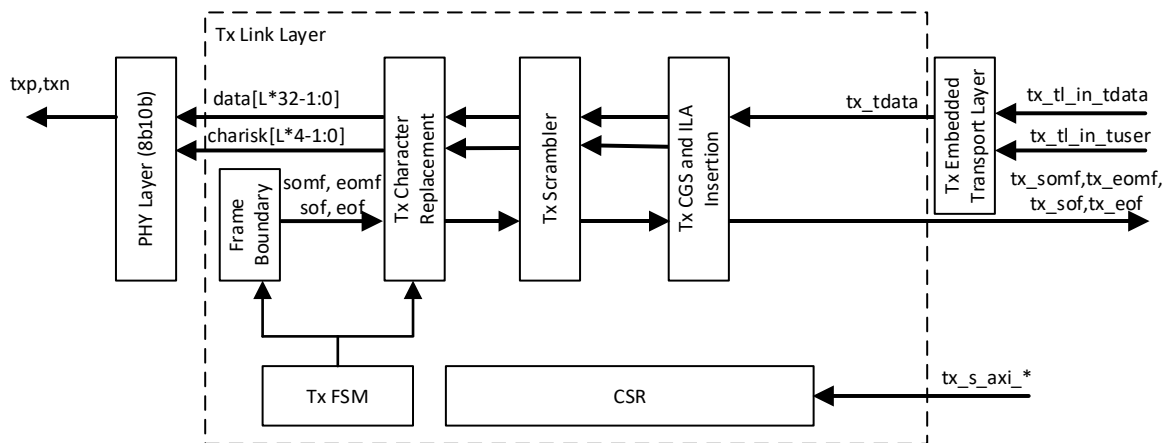 Tx Link Layer
txp,txn
PHY Layer (8b10b)
data[L*32-1:0]
charisk[L*4-1:0]
Frame
Boundary
somf, eomf
sof, eof
Tx Character
Replacement
Tx Scrambler
Tx CGS and ILA
Insertion
tx_tdata
Tx Embedded
Transport Layer
tx_tl_in_tdata
tx_tl_in_tuser
tx_somf,tx_eomf,
tx_sof,tx_eof
Tx FSM
CSR
tx_s_axi_*